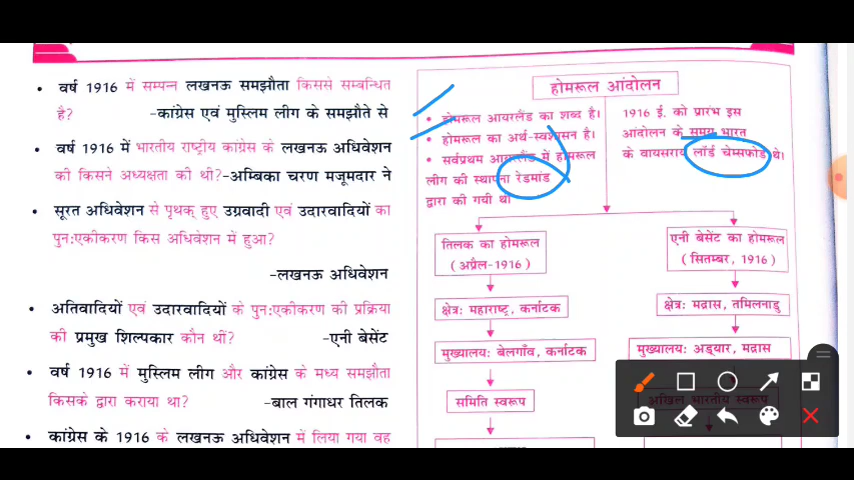 • वर्ष 1916 में सम्पन्न लखनऊ समझौता किससे सम्बन्धित
है? -कांग्रेस एवं मुस्लिम लीग के समझौते से
• वर्ष 1916 में भारतीय राष्ट्रीय कांग्रेस के लखनऊ अधिवेशन
की किसने अध्यक्षता की थी?-अम्बिका चरण मजूमदार ने
• सूरत अधिवेशन से पृथक् हुए उग्रवादी एवं उदारवादियों का
पुनःएकीकरण किस अधिवेशन में हुआ?
-लखनऊ अधिवेशन
• अतिवादियों एवं उदारवादियों के पुनःएकीकरण की प्रक्रिया
की प्रमुख शिल्पकार कौन थीं? -एनी बेसेंट
• वर्ष 1916 में मुस्लिम लीग और कांग्रेस के मध्य समझौता
किसके द्वारा कराया था? -बाल गंगाधर तिलक
• कांग्रेस के 1916 के लखनऊ अधिवेशन में लिया गया वह
होमरूल आंदोलन
• होमरूल आयरलैंड का शब्द है।
• होमरूल का अर्थ-स्वशासन है।
• सर्वप्रथम आयरलैंड में होमरूल
लीग की स्थापना रेडमांड
द्वारा की गयी थी
1916 ई. को प्रारंभ इस
आंदोलन के समय भारत
के वायसराय लॉर्ड चेम्सफोर्ड थे।
तिलक का होमरूल
(अप्रैल-1916)
क्षेत्र: महाराष्ट्र, कर्नाटक
मुख्यालय: बेलगाँव, कर्नाटक
समिति स्वरूप
एनी बेसेंट का होमरूल
(सितम्बर, 1916)
क्षेत्र: मद्रास, तमिलनाडु
मुख्यालय: अड्यार, मद्रास
अखिल भारतीय स्वरूप